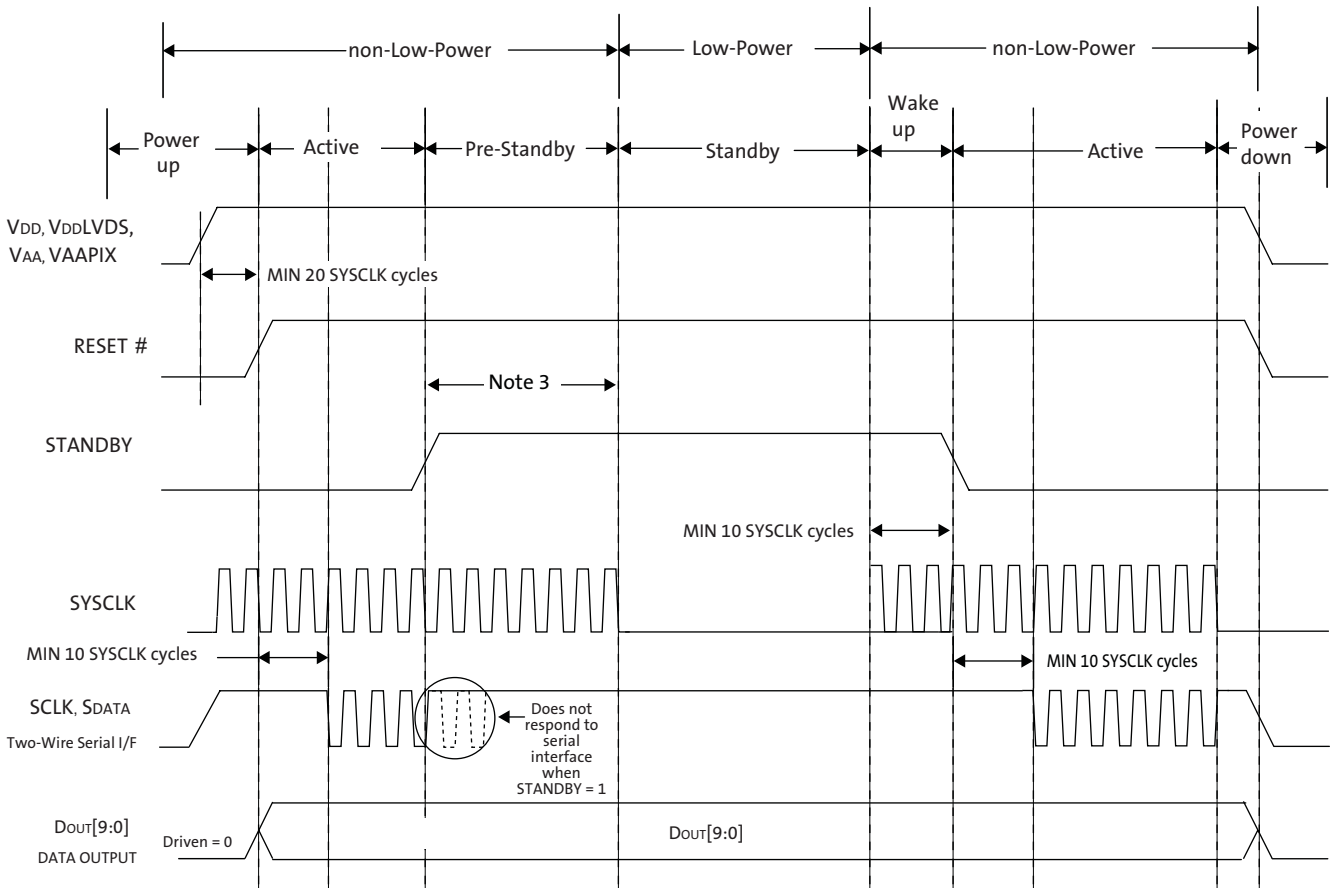 non-Low-Power
Low-Power
non-Low-Power
Power
up
Active
Pre-Standby
Standby
Wake
up
Active
Power
down
VDD, VDDLVDS,
VAA, VAAPIX
MIN 20 SYSCLK cycles
RESET #
Note 3
STANDBY
MIN 10 SYSCLK cycles
SYSCLK
MIN 10 SYSCLK cycles
MIN 10 SYSCLK cycles
SCLK, SDATA
Two-Wire Serial I/F
Does not
respond to
serial
interface
when
STANDBY = 1
DOUT[9:0]
DATA OUTPUT
Driven = 0
DOUT[9:0]